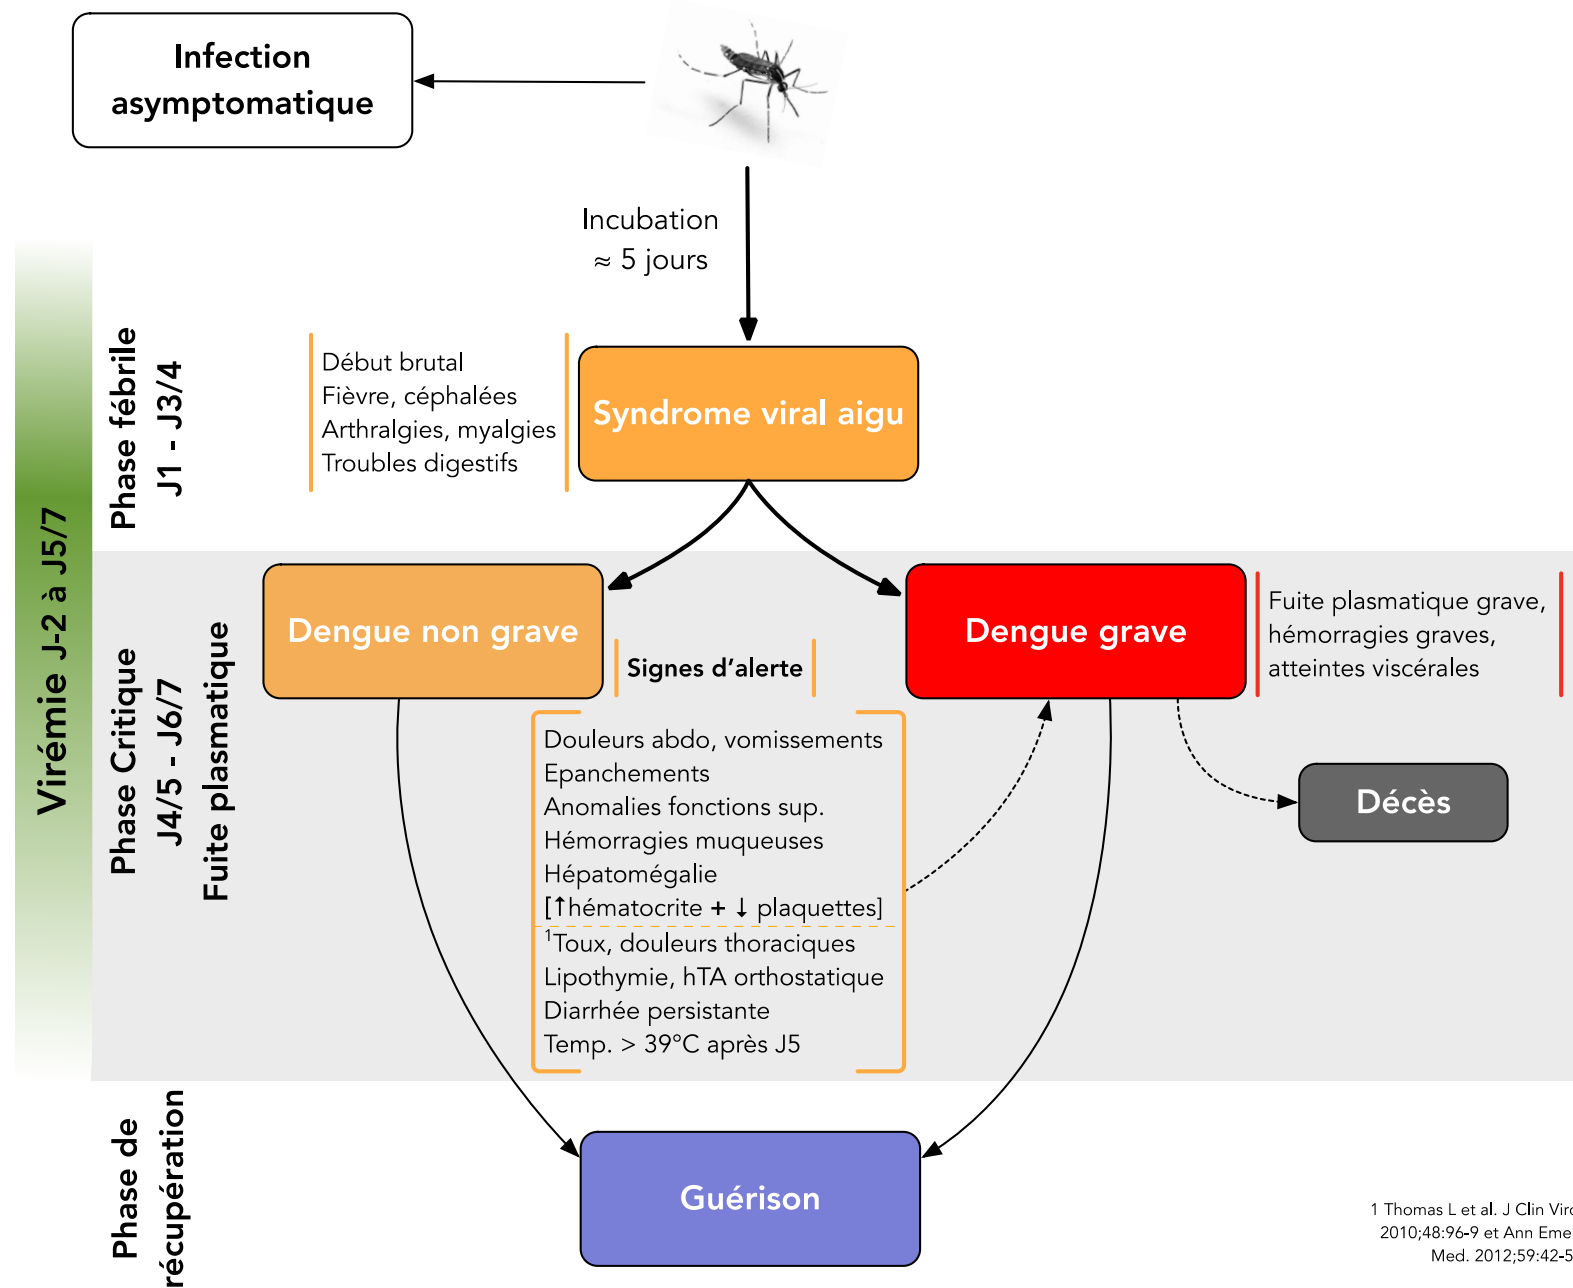 Infection
asymptomatique
Incubation
≈ 5 jours
Virémie J-2 à J5/7
Phase fébrile
J1 - J3/4
Début brutal
Fièvre, céphalées
Arthralgies, myalgies
Troubles digestifs
Syndrome viral aigu
Phase Critique
J4/5 - J6/7
Fuite plasmatique
Dengue non grave
Signes d’alerte
Dengue grave
Fuite plasmatique grave,
hémorragies graves,
atteintes viscérales
Douleurs abdo, vomissements
Epanchements
Anomalies fonctions sup.
Hémorragies muqueuses
Hépatomégalie
[↑hématocrite + ↓ plaquettes]
¹Toux, douleurs thoraciques
Lipothymie, hTA orthostatique
Diarrhée persistante
Temp. > 39°C après J5
Décès
Phase de
récupération
Guérison
1 Thomas L et al. J Clin Viro
2010;48:96-9 et Ann Eme
Med. 2012;59:42-5